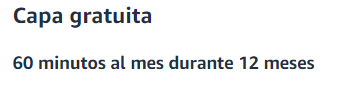 Capa gratuita
60 minutos al mes durante 12 meses